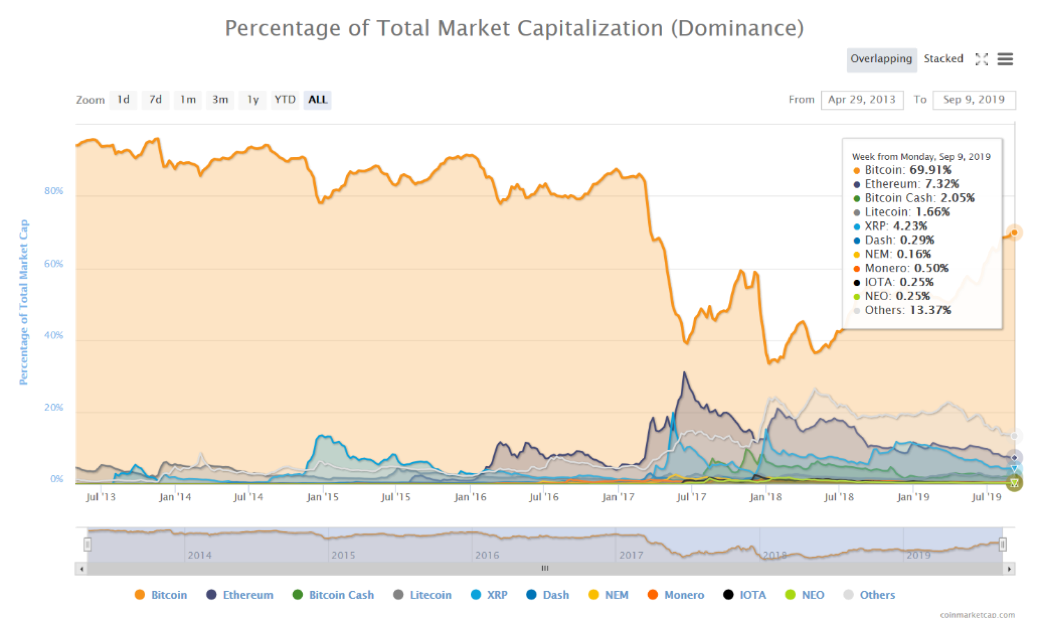 Percentage of Total Market Capitalization (Dominance)
Overlapping Stacked
Zoom 1d 7d 1m 3m 1y YTD ALL
From Apr 29, 2013 To Sep 9, 2019
Percentage of Total Market Cap
80%
60%
40%
20%
0%
Week from Monday, Sep 9, 2019
Bitcoin: 69.91%
Ethereum: 7.32%
Bitcoin Cash: 2.05%
Litecoin: 1.66%
XRP: 4.23%
Dash: 0.29%
NEM: 0.16%
Monero: 0.50%
IOTA: 0.25%
NEO: 0.25%
Others: 13.37%
Jul '13 Jan '14 Jul '14 Jan '15 Jul '15 Jan '16 Jul '16 Jan '17 Jul '17 Jan '18 Jul '18 Jan '19 Jul '19
2014 2015 2016 2017 2018 2019
Bitcoin Ethereum Bitcoin Cash Litecoin XRP Dash NEM Monero IOTA NEO Others
coinmarketcap.com